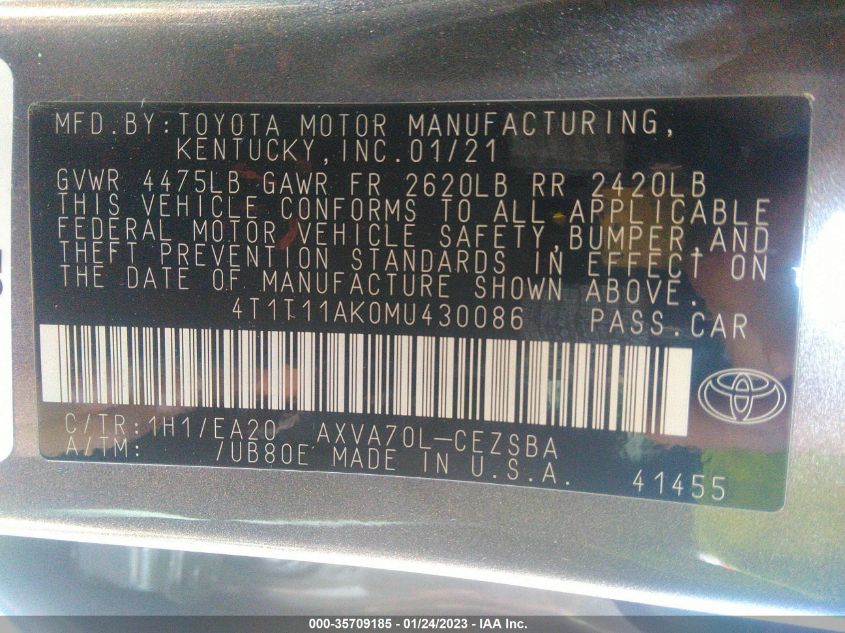 MFD.BY:TOYOTA MOTOR MANUFACTURING,
KENTUCKY,INC.01/21
GVWR 4475LB GAWR FR 2620LB RR 2420LB
THIS VEHICLE CONFORMS TO ALL APPLICABLE
FEDERAL MOTOR VEHICLE SAFETY,BUMPER,AND
THEFT PREVENTION STANDARDS IN EFFECT ON
THE DATE OF MANUFACTURE SHOWN ABOVE.
4T1T11AK0MU430086 PASS.CAR
C/TR:1H1/EA20 AXVA70L-CEZSBA
A/TM: /UB80E MADE IN U.S.A.
41455
000-35709185 - 01/24/2023 - IAA Inc.